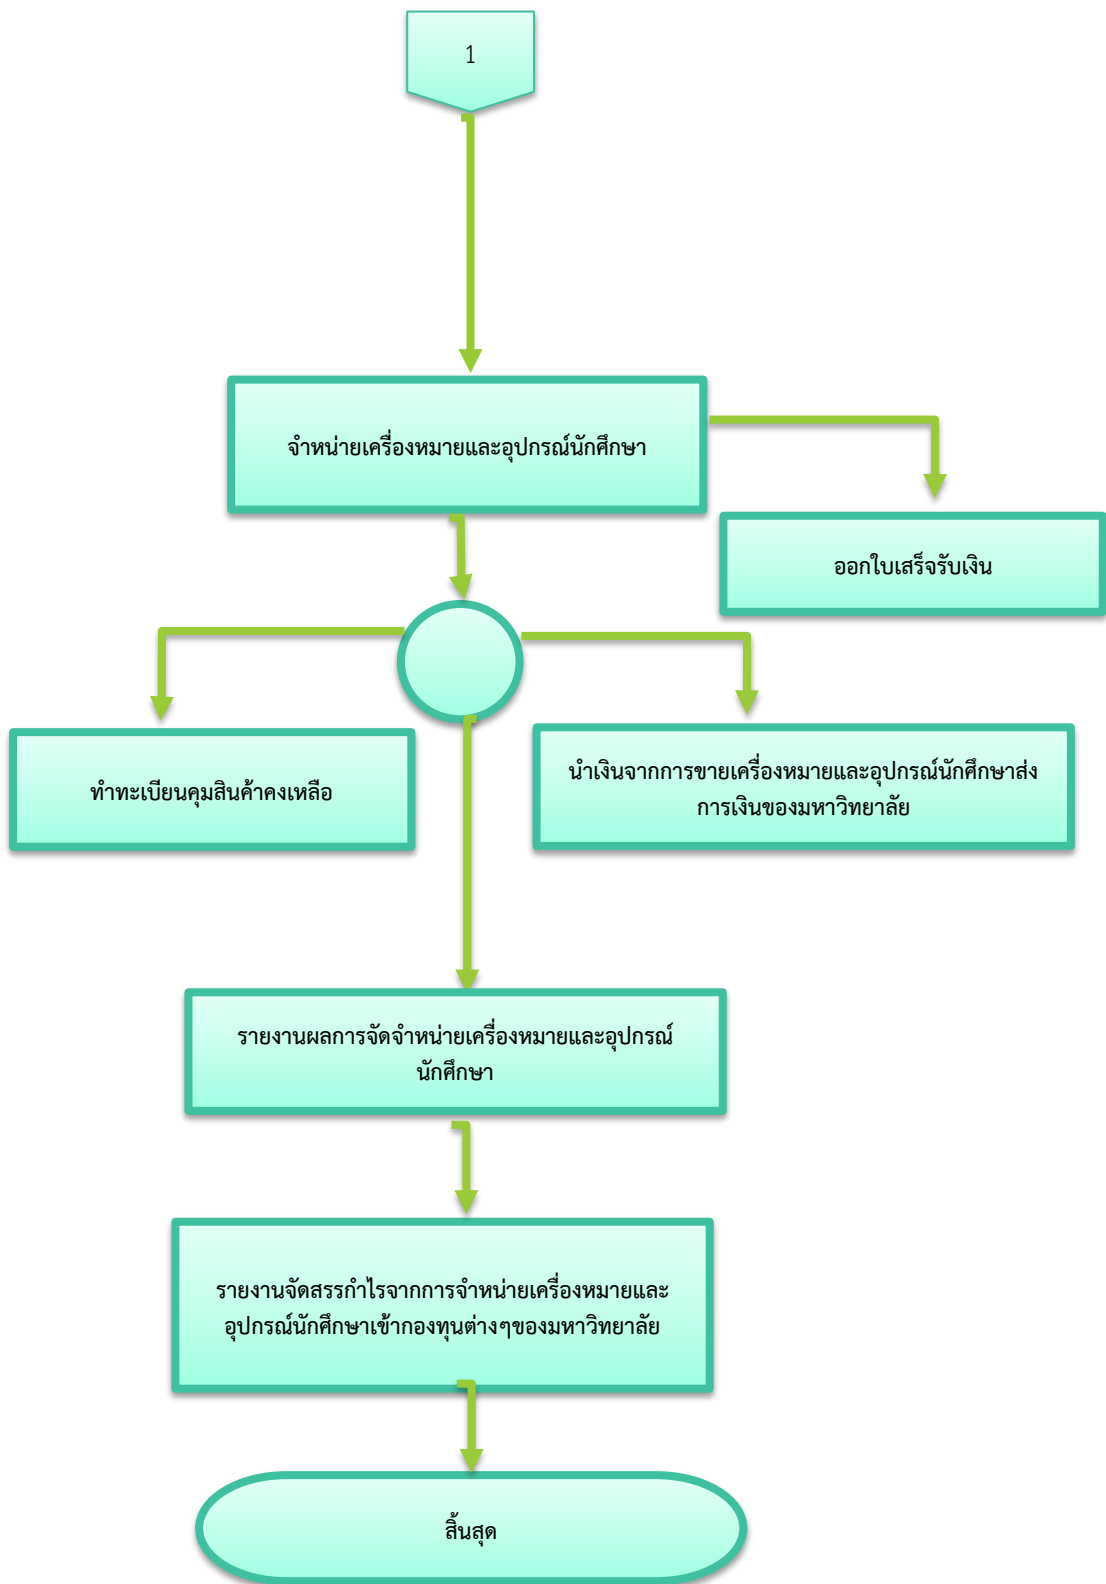 1
จำหน่ายเครื่องหมายและอุปกรณ์นักศึกษา
ออกใบเสร็จรับเงิน
ทำทะเบียนคุมสินค้าคงเหลือ
นำเงินจากการขายเครื่องหมายและอุปกรณ์นักศึกษาส่ง
การเงินของมหาวิทยาลัย
รายงานผลการจัดจำหน่ายเครื่องหมายและอุปกรณ์
นักศึกษา
รายงานจัดสรรกำไรจากการจำหน่ายเครื่องหมายและ
อุปกรณ์นักศึกษาเข้ากองทุนต่างๆของมหาวิทยาลัย
สิ้นสุด